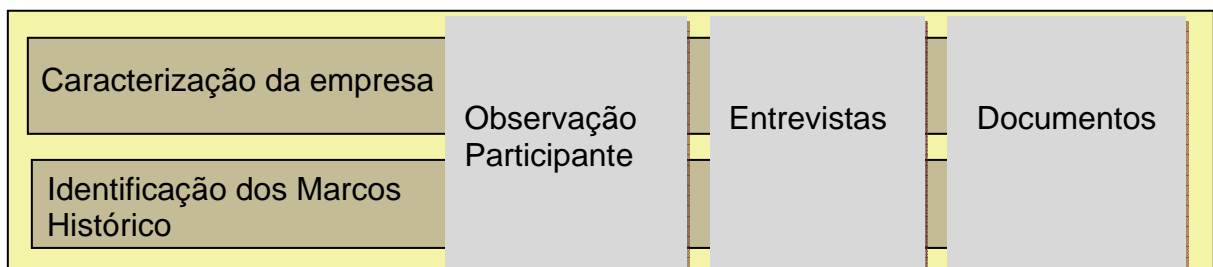 Caracterização da empresa
Observação
Participante
Entrevistas
Documentos
Identificação dos Marcos
Histórico